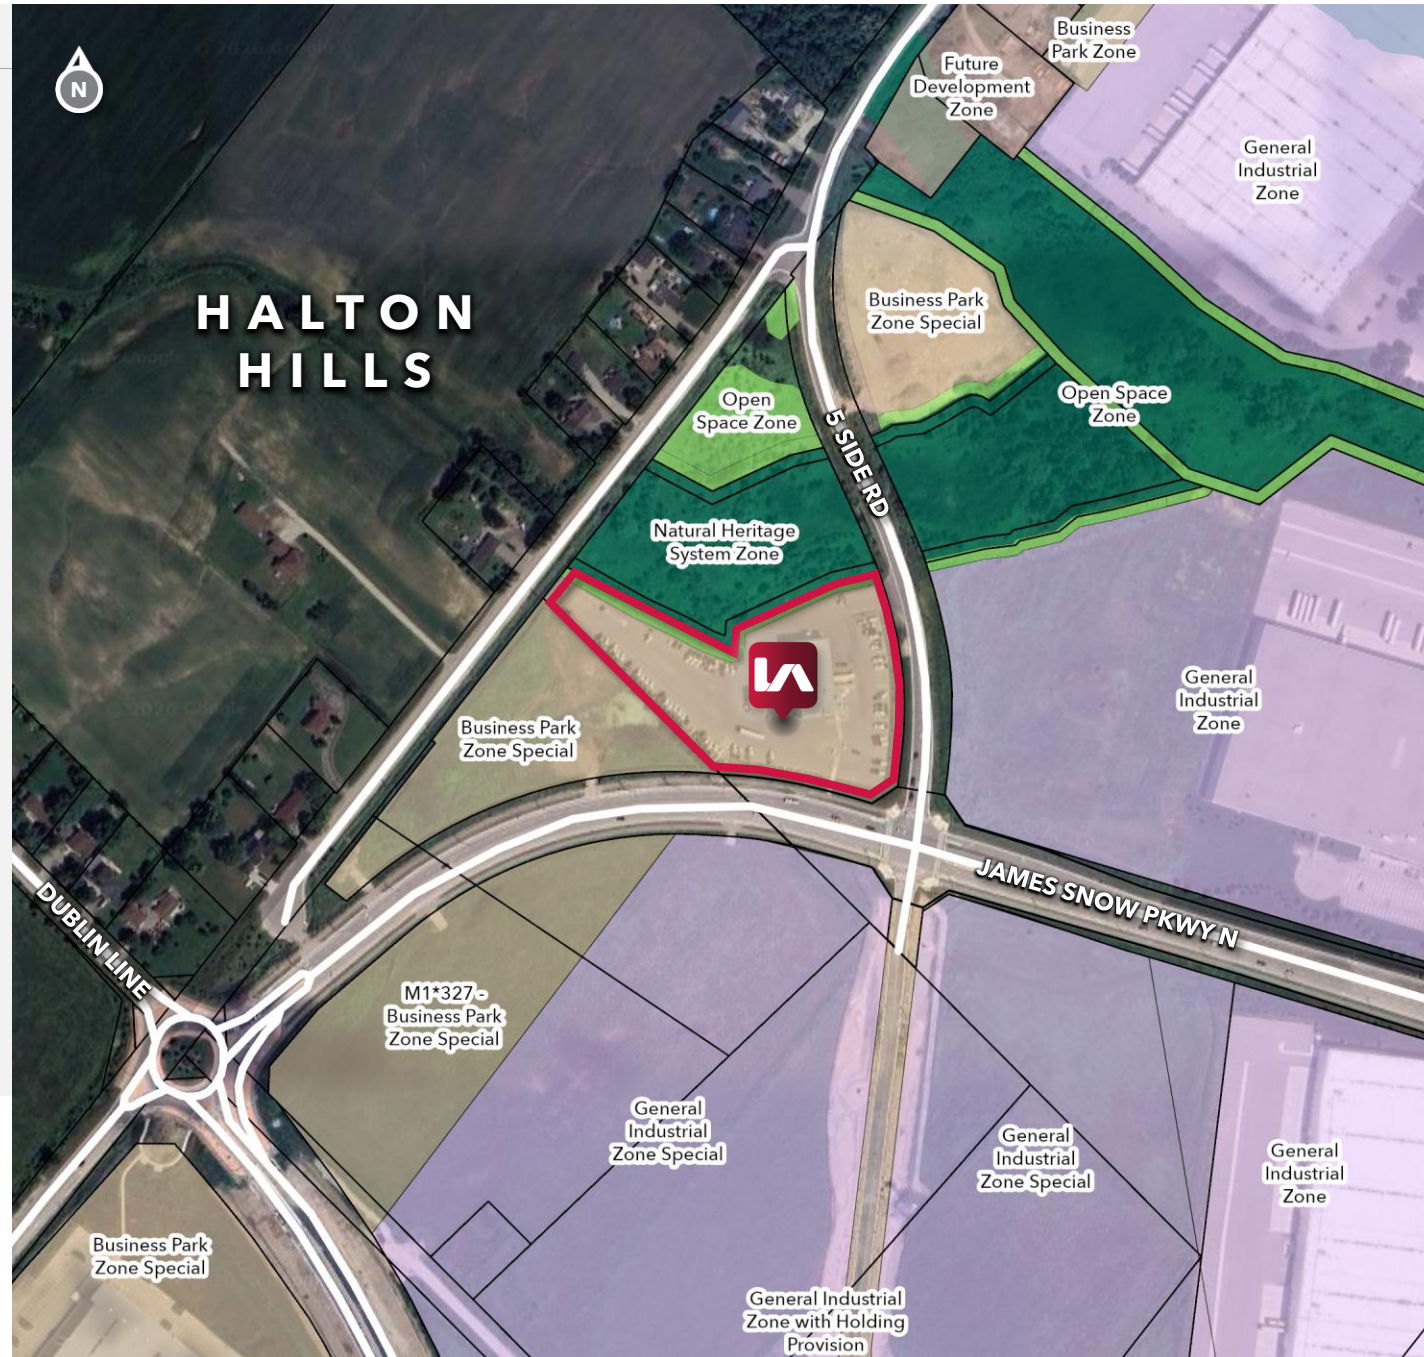 N
Business
Park Zone
Future
Development
Zone
General
Industrial
Zone
HALTON
HILLS
Business Park
Zone Special
Open
Space Zone
Open Space
Zone
5 SIDE RD
Natural Heritage
System Zone
LA
General
Industrial
Zone
Business Park
Zone Special
JAMES SNOW PKWY N
DUBLIN LINE
M1*327 -
Business Park
Zone Special
General
Industrial
Zone Special
General
Industrial
Zone Special
General
Industrial
Zone
Business Park
Zone Special
General Industrial
Zone with Holding
Provision